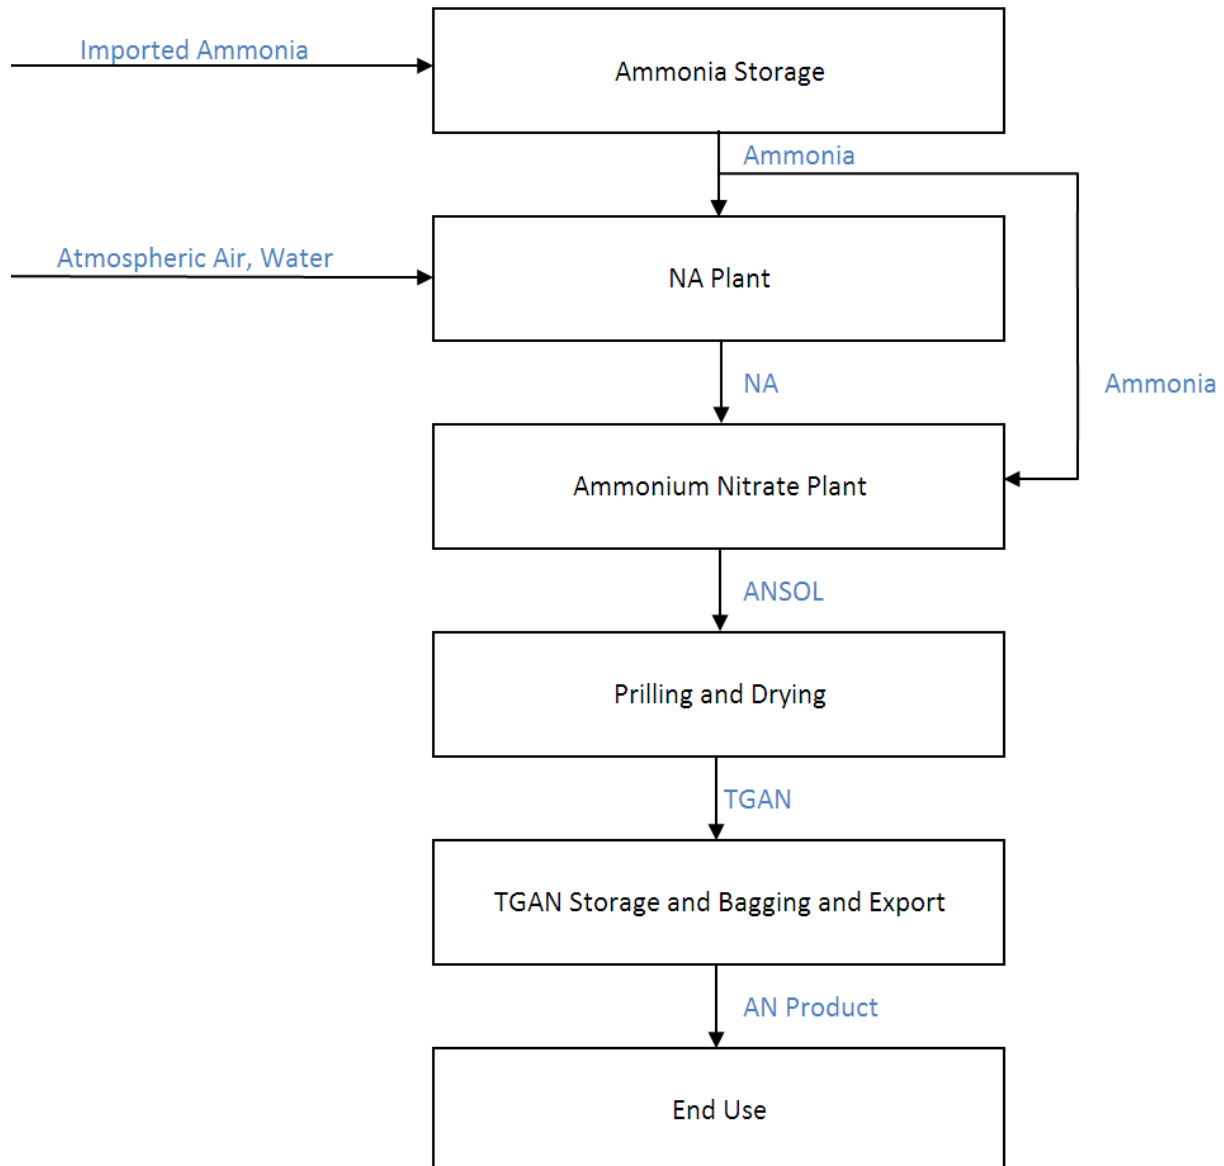 Imported Ammonia
Ammonia Storage
Ammonia
Atmospheric Air, Water
NA Plant
NA
Ammonia
Ammonium Nitrate Plant
ANSOL
Prilling and Drying
TGAN
TGAN Storage and Bagging and Export
AN Product
End Use